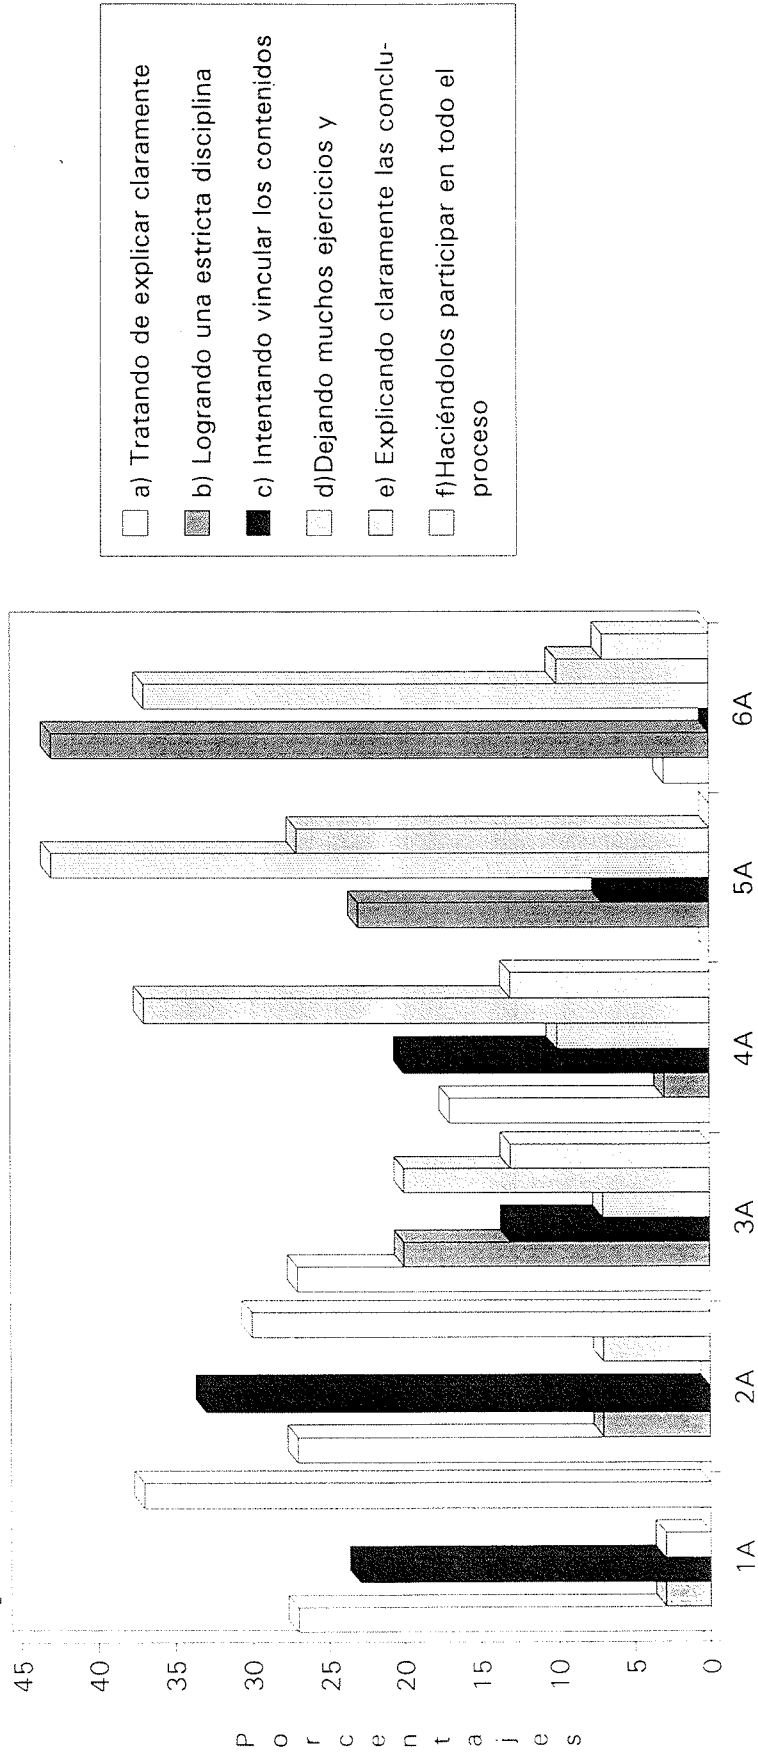 a) Tratando de explicar claramente
b) Logrando una estricta disciplina
c) Intentando vincular los contenidos
d)Dejando muchos ejercicios y
e) Explicando claramente las conclu-
f)Haciéndolos participar en todo el
proceso
Porcentajes
45
40
35
30
25
20
15
10
5
0
1A 2A 3A 4A 5A 6A